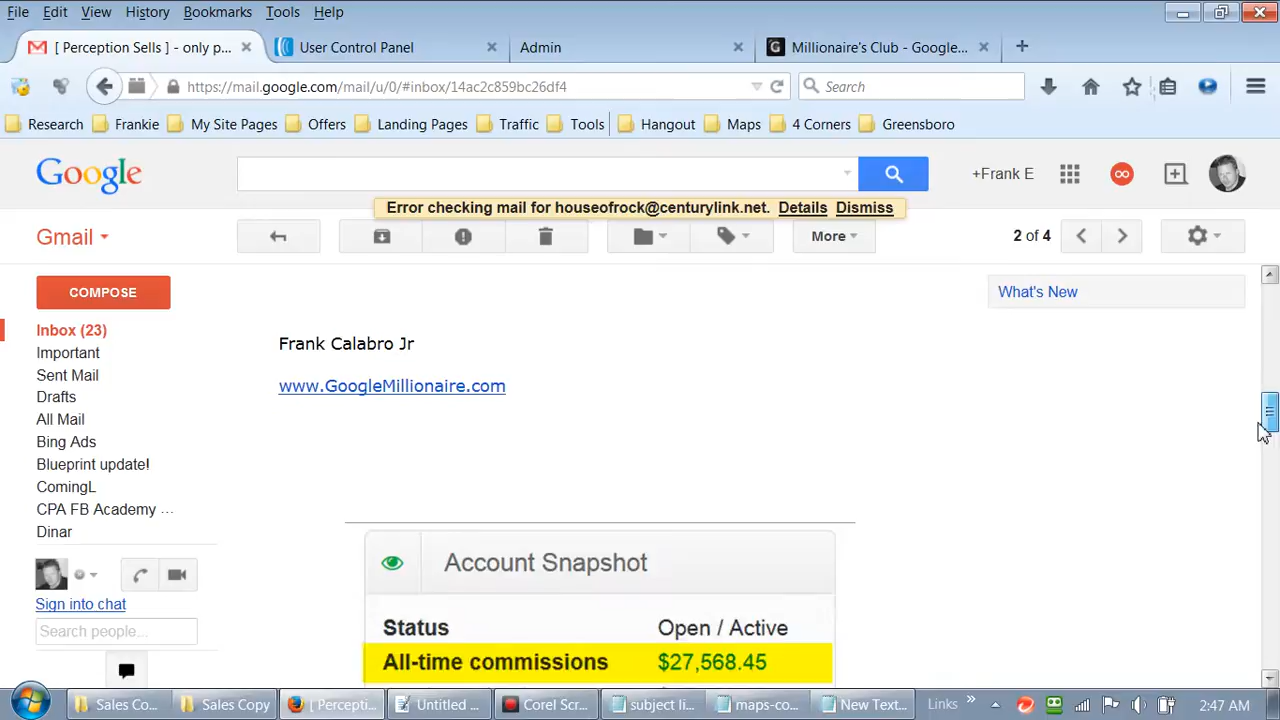 File Edit View History Bookmarks Tools Help
[ Perception Sells ] - only p... User Control Panel Admin Millionaire's Club - Google...
https://mail.google.com/mail/u/0/#inbox/14ac2c859bc26df4 Search
Research Frankie My Site Pages Offers Landing Pages Traffic Tools Hangout Maps 4 Corners Greensboro
Google +Frank E
Error checking mail for houseofrock@centurylink.net. Details Dismiss
Gmail More 2 of 4
COMPOSE
What's New
Inbox (23)
Important
Sent Mail
Drafts
All Mail
Bing Ads
Blueprint update!
ComingL
CPA FB Academy ...
Dinar
Sign into chat
Search people...
Frank Calabro Jr
www.GoogleMillionaire.com
Account Snapshot
Status Open / Active
All-time commissions $27,568.45
Sales Co... Sales Copy [ Percepti... Untitled ... Corel Scr... subject li... maps-co... New Text... Links » 2:47 AM